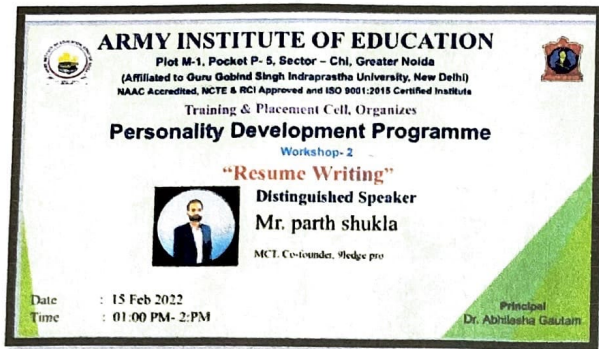 ARMY INSTITUTE OF EDUCATION
Plot M-1, Pocket P- 5, Sector – Chi, Greater Noida
(Affiliated to Guru Gobind Singh Indraprastha University, New Delhi)
NAAC Accredited, NCTE & RCI Approved and ISO 9001:2015 Certified Institute
Training & Placement Cell, Organizes
Personality Development Programme
Workshop- 2
“Resume Writing”
Distinguished Speaker
Mr. parth shukla
MCT. Co-founder, 9ledge pro
Date : 15 Feb 2022
Time : 01:00 PM- 2:PM
Principal
Dr. Abhilasha Gautam